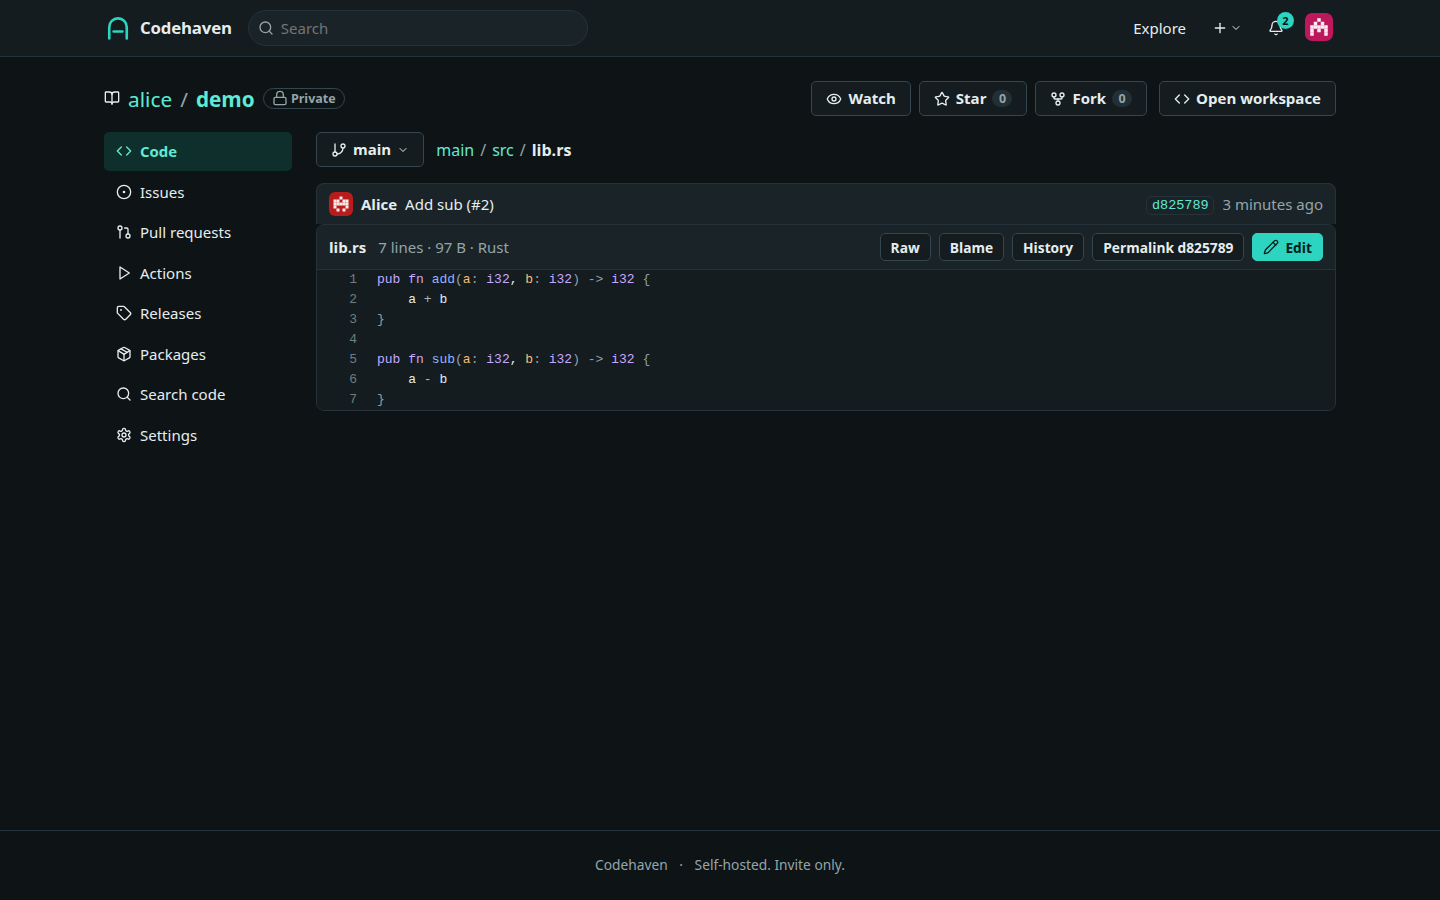 Codehaven Search Explore 2
alice / demo Private Watch Star 0 Fork 0 Open workspace
Code
Issues
Pull requests
Actions
Releases
Packages
Search code
Settings
main main / src / lib.rs
Alice Add sub (#2) d825789 3 minutes ago
lib.rs 7 lines · 97 B · Rust Raw Blame History Permalink d825789 Edit
1 pub fn add(a: i32, b: i32) -> i32 {
2     a + b
3 }
4
5 pub fn sub(a: i32, b: i32) -> i32 {
6     a - b
7 }
Codehaven · Self-hosted. Invite only.